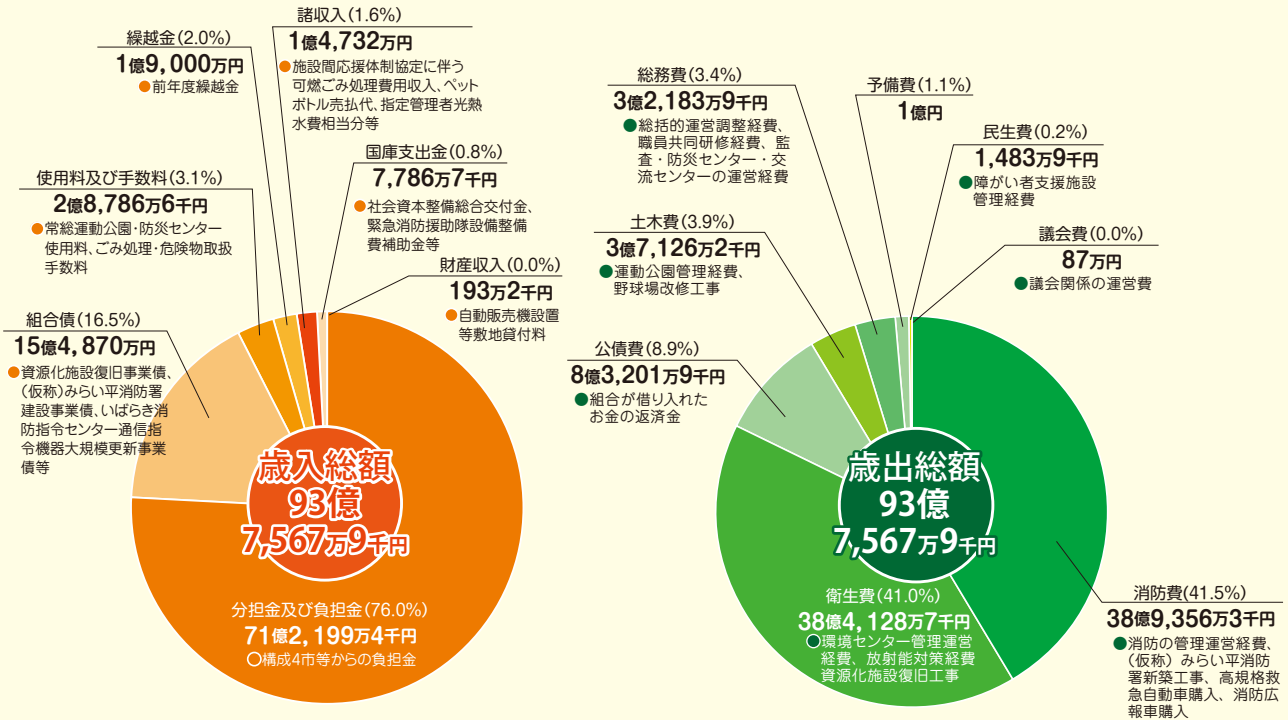 諸収入(1.6%)
1億4,732万円
●施設間応援体制協定に伴う
可燃ごみ処理費用収入、ペット
ボトル売払代、指定管理者光熱
水費相当分等
繰越金(2.0%)
1億9,000万円
●前年度繰越金
国庫支出金(0.8%)
7,786万7千円
●社会資本整備総合交付金、
緊急消防援助隊設備整備
費補助金等
使用料及び手数料(3.1%)
2億8,786万6千円
●常総運動公園・防災センター
使用料、ごみ処理・危険物取扱
手数料
財産収入(0.0%)
193万2千円
●自動販売機設置
等敷地貸付料
組合債(16.5%)
15億4,870万円
●資源化施設復旧事業債、
(仮称)みらい平消防署
建設事業債、いばらき消
防指令センター通信指
令機器大規模更新事業
債等
歳入総額
93億
7,567万9千円
分担金及び負担金(76.0%)
71億2,199万4千円
○構成4市等からの負担金
総務費(3.4%)
3億2,183万9千円
●総括的運営調整経費、
職員共同研修経費、監
査・防災センター・交
流センターの運営経費
予備費(1.1%)
1億円
民生費(0.2%)
1,483万9千円
●障がい者支援施設
管理経費
土木費(3.9%)
3億7,126万2千円
●運動公園管理経費、
野球場改修工事
議会費(0.0%)
87万円
●議会関係の運営費
公債費(8.9%)
8億3,201万9千円
●組合が借り入れた
お金の返済金
歳出総額
93億
7,567万9千円
衛生費(41.0%)
38億4,128万7千円
●環境センター管理運営
経費、放射能対策経費
資源化施設復旧工事
消防費(41.5%)
38億9,356万3千円
●消防の管理運営経費、
(仮称)みらい平消防
署新築工事、高規格救
急自動車購入、消防広
報車購入